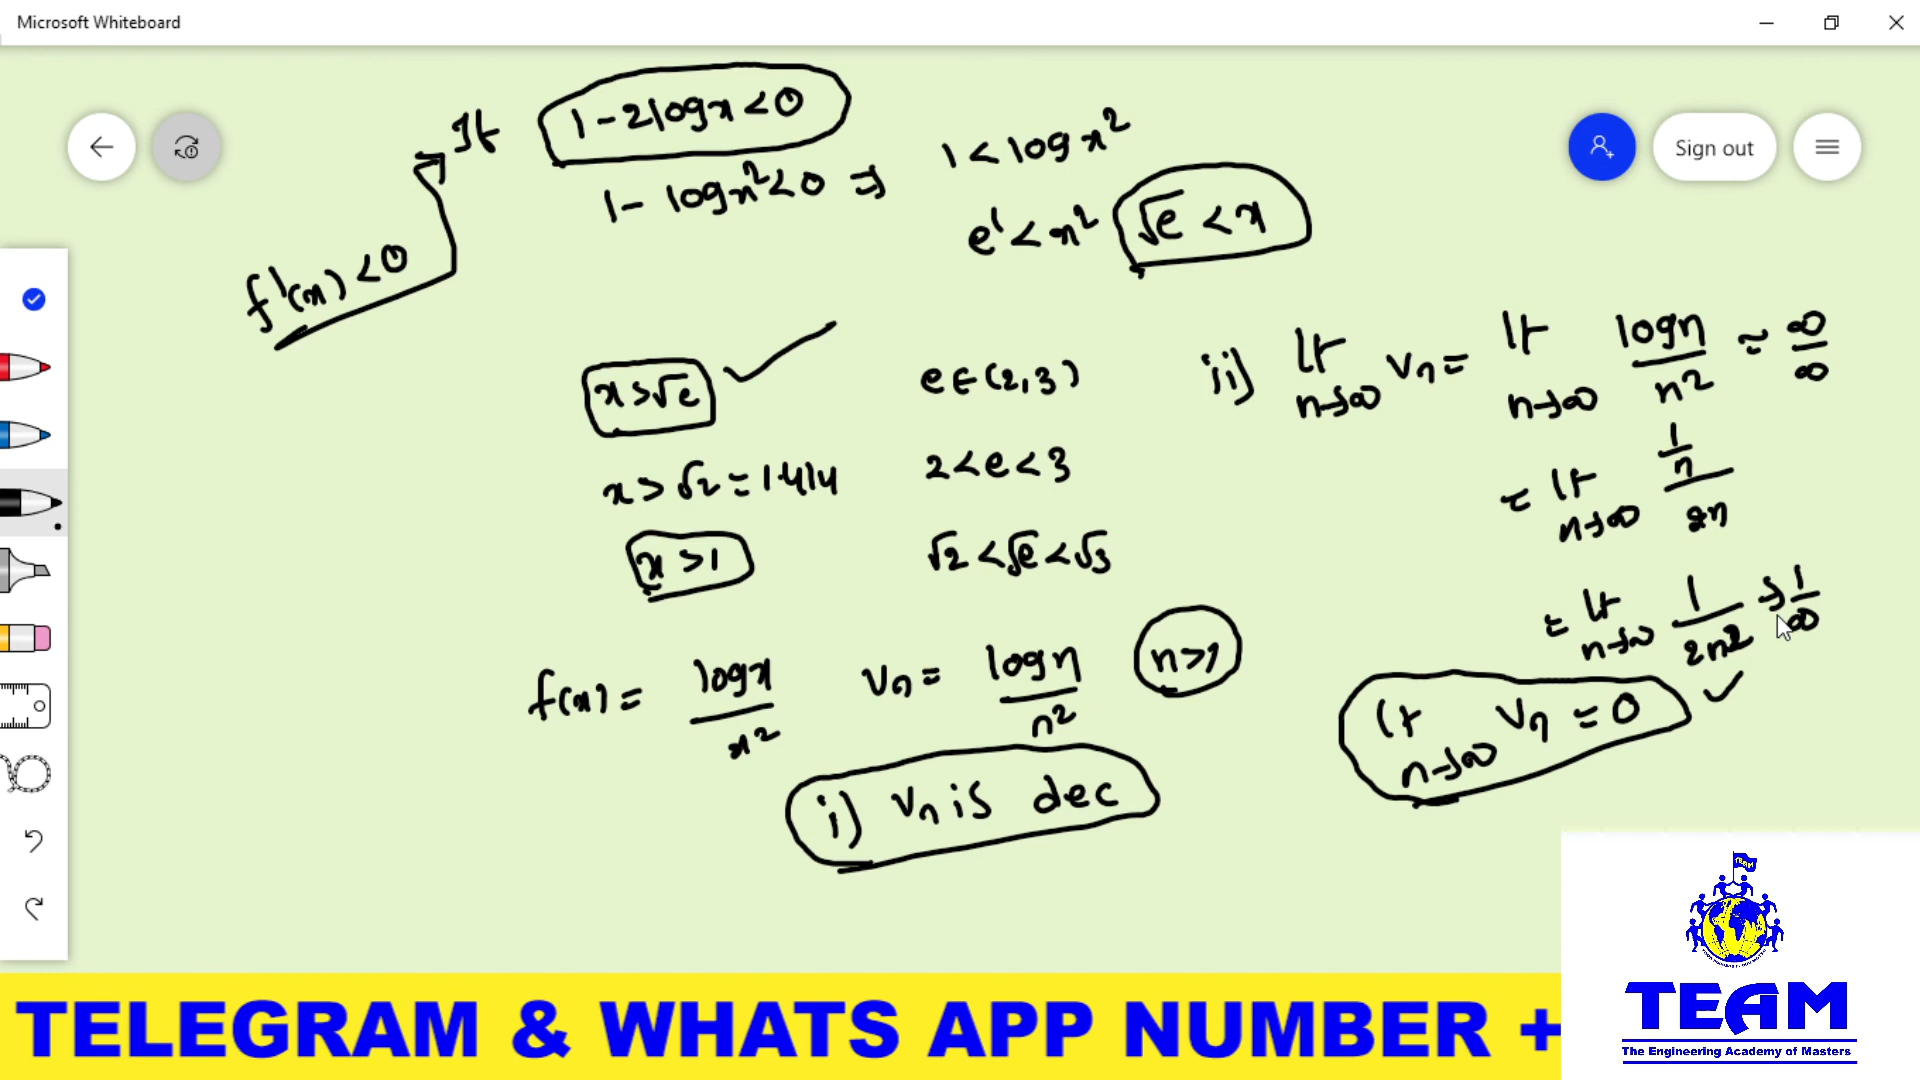 Microsoft Whiteboard
If 1-2logx<0
1-logx²<0 ⇒ 1<logx²
e¹<x² √e<x
f'(x)<0
Sign out
x>√e
e∈(2,3)
x>√2=1.414
2<e<3
x>1
√2<√e<√3
f(x)= logx/x² vn= logn/n² n>1
i) vn is dec
ii) lt n→∞ vn= lt n→∞ logn/n² = ∞/∞
= lt n→∞ (1/n)/2n
= lt n→∞ 1/2n² → 1/∞
lt n→∞ vn=0
TEAM
TEAM
The Engineering Academy of Masters
TELEGRAM & WHATS APP NUMBER +